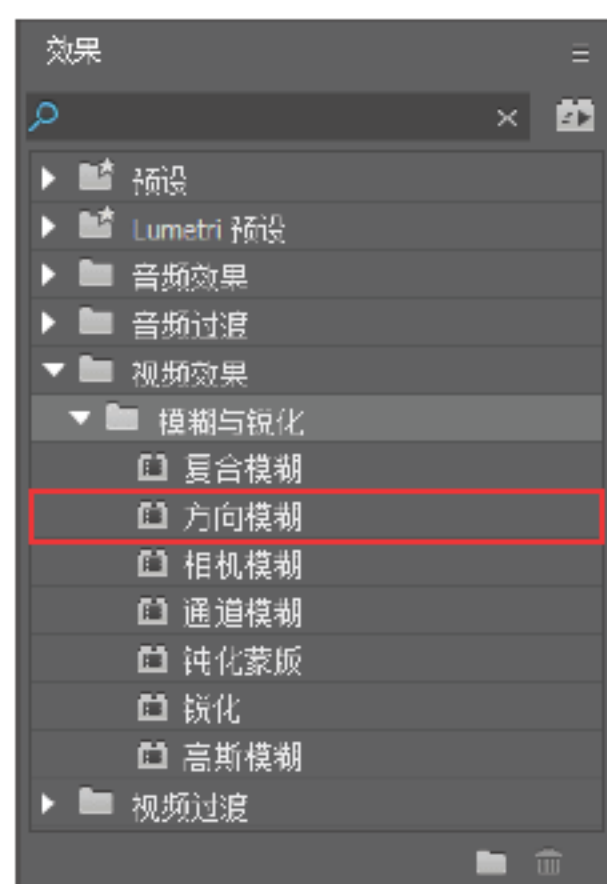 效果
预设
Lumetri 预设
音频效果
音频过渡
视频效果
模糊与锐化
复合模糊
方向模糊
相机模糊
通道模糊
钝化蒙版
锐化
高斯模糊
视频过渡